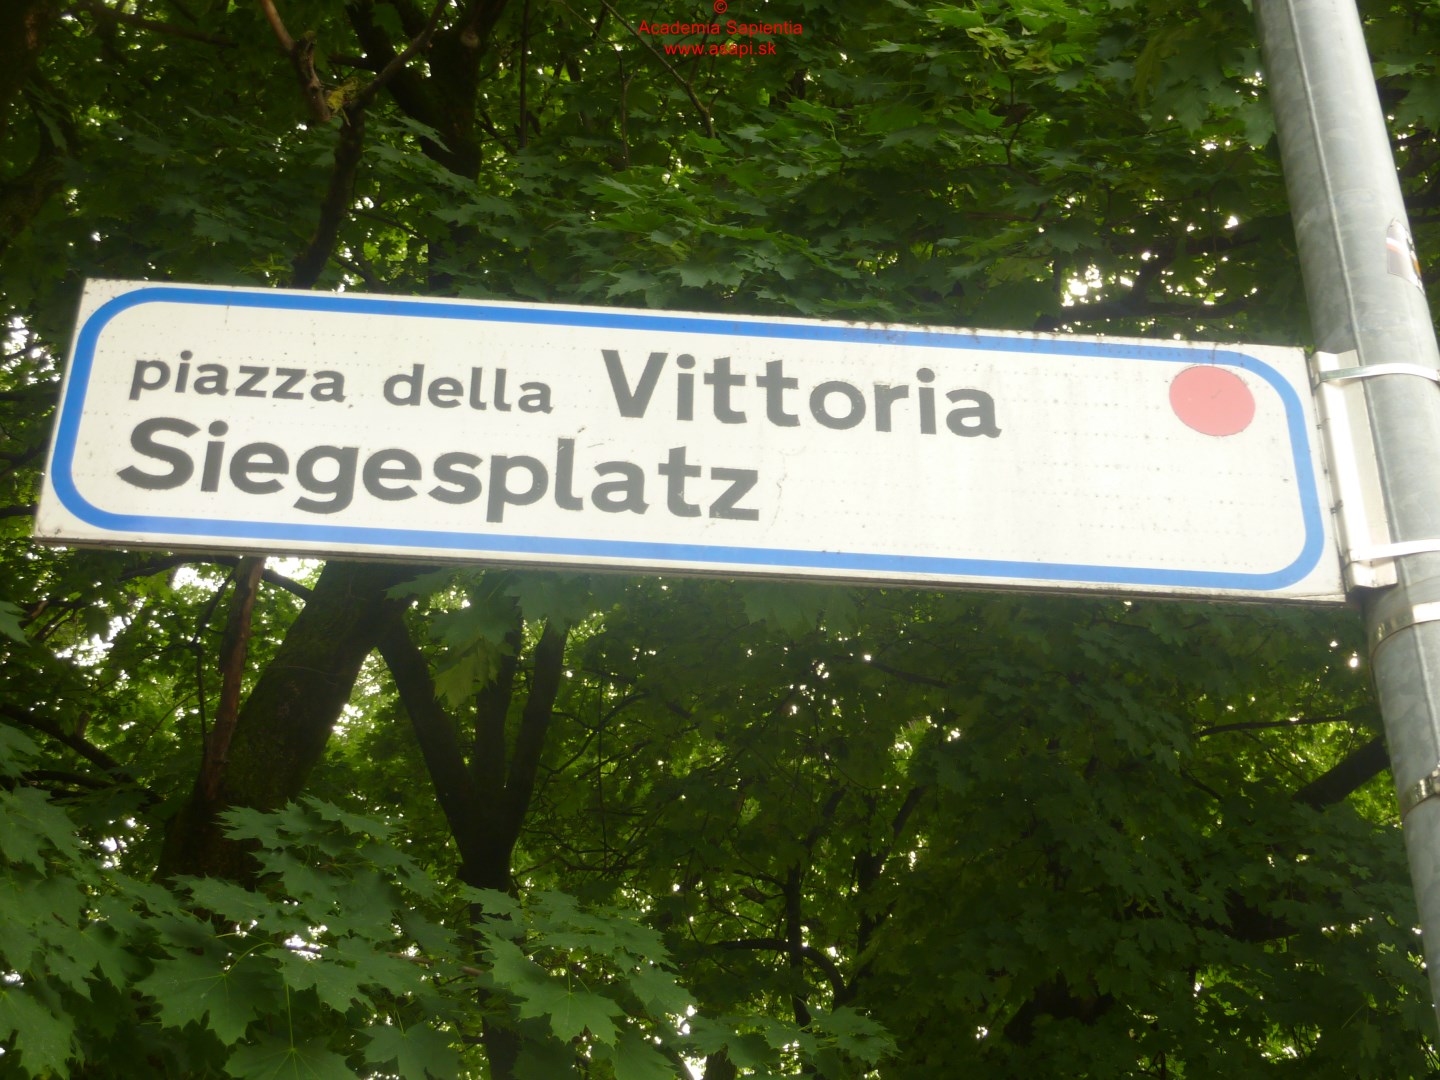 ©
Academia Sapientia
www.asapi.sk
piazza della Vittoria
Siegesplatz